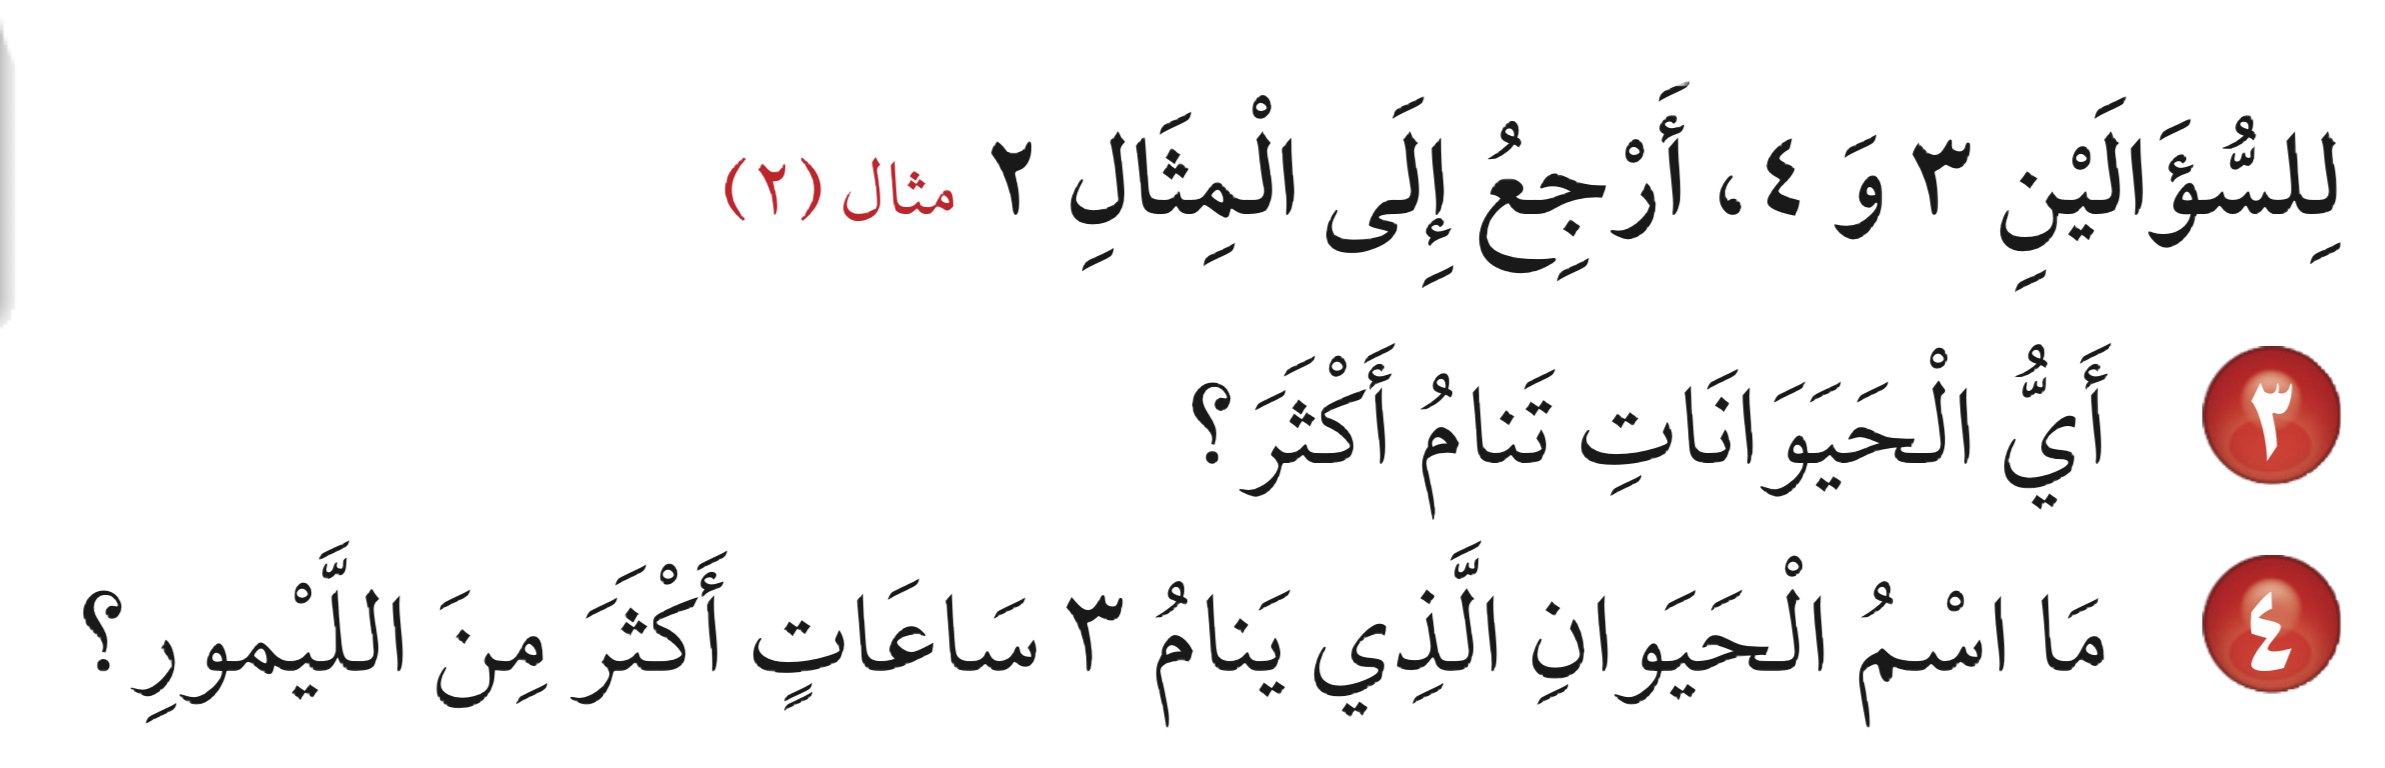 لِلسُّؤَالَيْنِ ٣ وَ ٤، أَرْجِعُ إِلَى الْمِثَالِ ٢ مثال (٢)
٣ أَيُّ الْحَيَوَانَاتِ تَنامُ أَكْثَرَ؟
٤ مَا اسْمُ الْحَيَوانِ الَّذِي يَنامُ ٣ سَاعَاتٍ أَكْثَرَ مِنَ اللَّيْمورِ؟